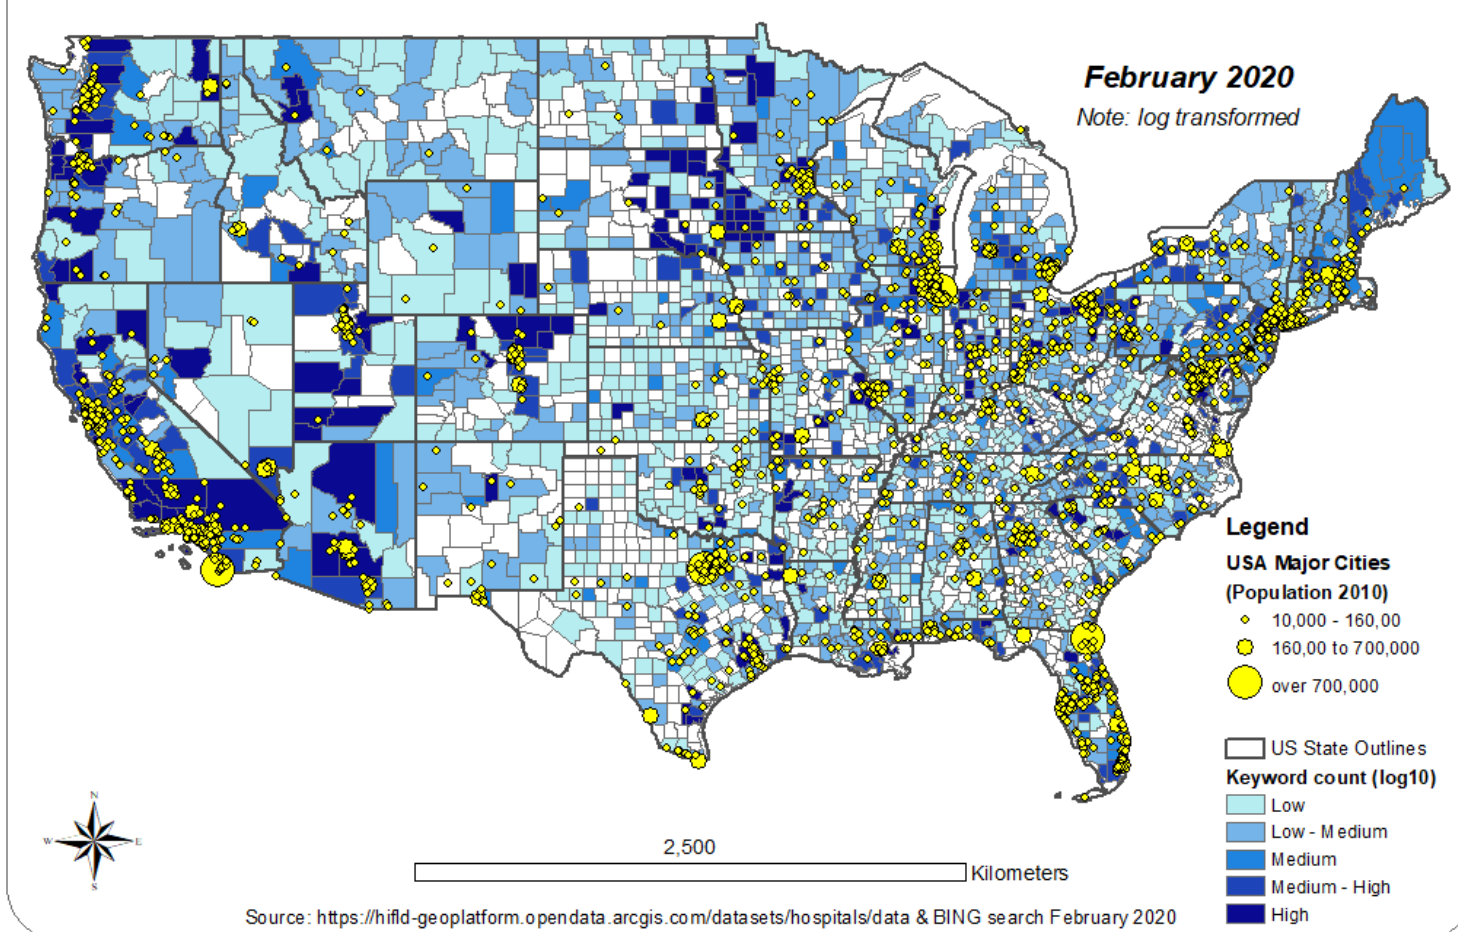 February 2020
Note: log transformed
Legend
USA Major Cities
(Population 2010)
10,000 - 160,00
160,00 to 700,000
over 700,000
US State Outlines
Keyword count (log10)
Low
Low - Medium
Medium
Medium - High
High
N
W
E
S
2,500
Kilometers
Source: https://hifld-geoplatform.opendata.arcgis.com/datasets/hospitals/data & BING search February 2020